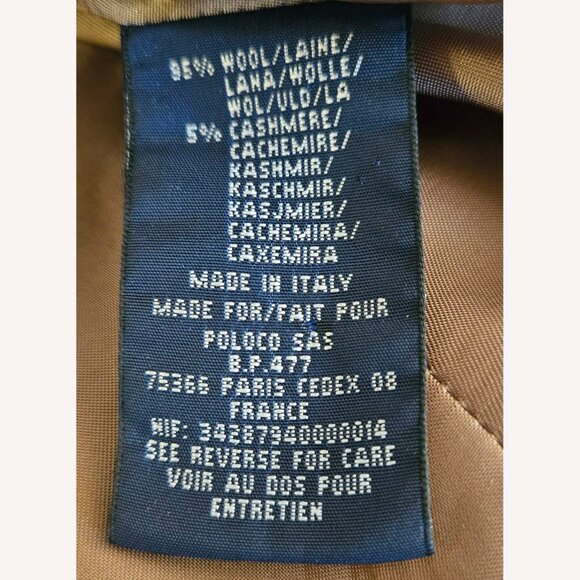 95% WOOL/LAINE/
LANA/WOLLE/
WOL/ULD/LA
5% CASHMERE/
CACHEMIRE/
KASHMIR/
KASCHMIR/
KASJMIER/
CACHEMIRA/
CAXEMIRA
MADE IN ITALY
MADE FOR/FAIT POUR
POLOCO SAS
B.P.477
75366 PARIS CEDEX 08
FRANCE
NIF: 34287940000014
SEE REVERSE FOR CARE
VOIR AU DOS POUR
ENTRETIEN